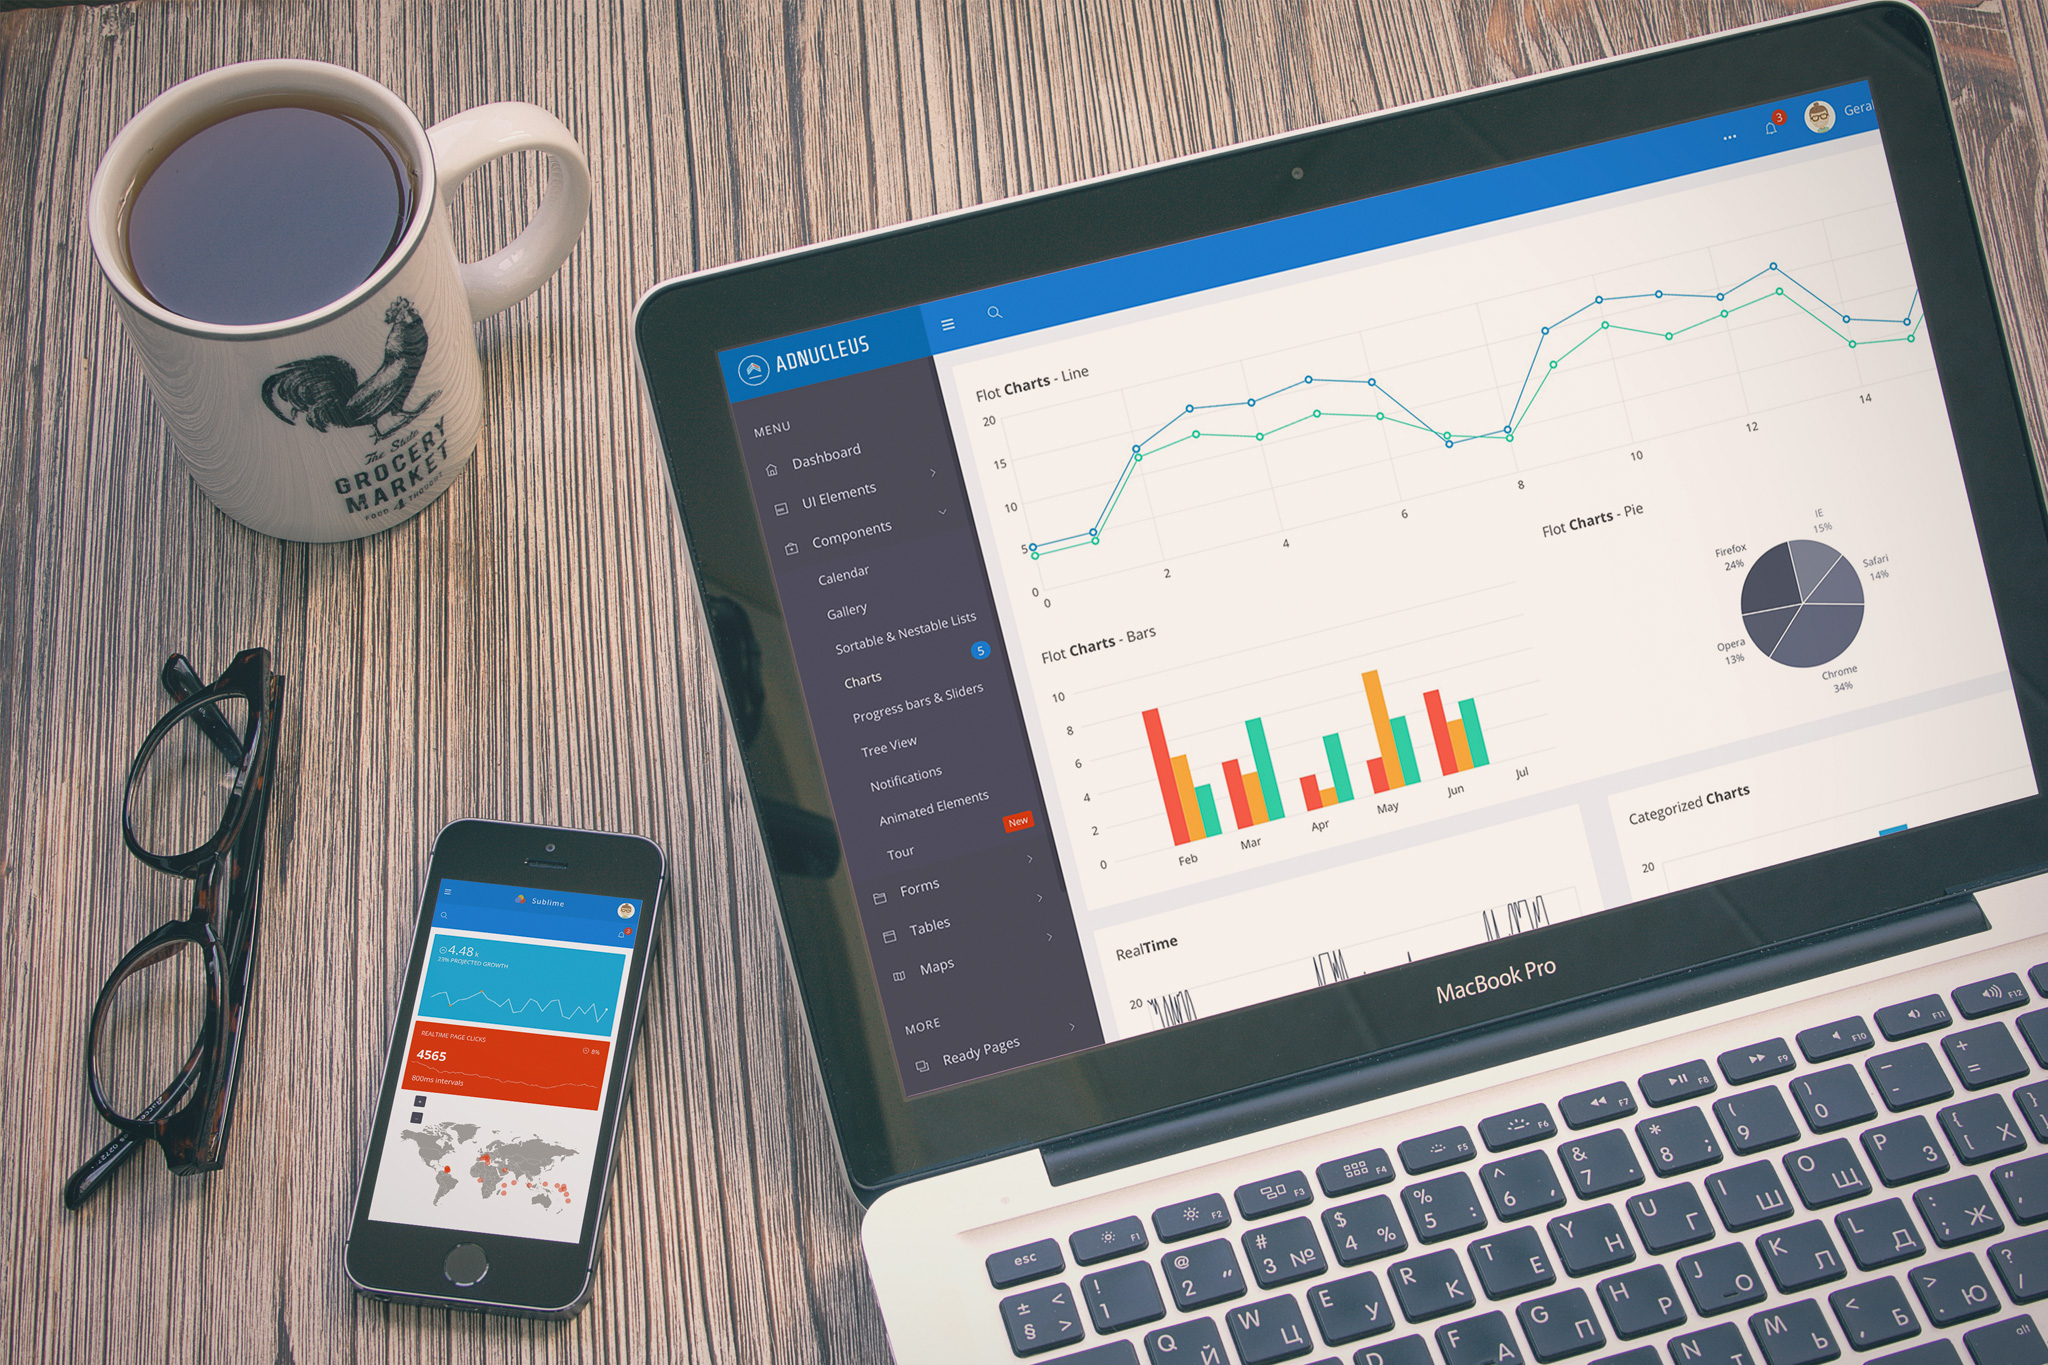 The State
GROCERY
MARKET
FOOD 4 THOUGHT
ADNUCLEUS
3
Gera
MENU
Dashboard
UI Elements
Components
Calendar
Gallery
Sortable & Nestable Lists
Charts
5
Progress bars & Sliders
Tree View
Notifications
Animated Elements
Tour
New
Forms
Tables
Maps
MORE
Ready Pages
Flot Charts - Line
20
15
10
5
0
0
2
4
6
8
10
12
14
Flot Charts - Bars
10
8
6
4
2
0
Feb
Mar
Apr
May
Jun
Jul
Flot Charts - Pie
IE
15%
Safari
14%
Firefox
24%
Opera
13%
Chrome
34%
RealTime
20
Categorized Charts
20
MacBook Pro
Sublime
3
4.48 k
23% PROJECTED GROWTH
REALTIME PAGE CLICKS
8%
4565
800ms intervals
+
-
esc
F1
F2
F3
F4
F5
F6
F7
F8
F9
F10
F11
F12
± § < >
! 1
@ 2 "
# 3 №
$ 4 %
% 5 :
^ 6 ,
& 7 .
* 8 ;
( 9
) 0
_ -
+ =
Q Й
W Ц
E У
R К
T Е
Y Н
U Г
I Ш
O Щ
P З
{ [ Х
} ]
D
F А
G П
H Р
J О
K Л
L Д
: ; Ж
" '
N Т
M Ь
< , Б
> . Ю
? /
alt